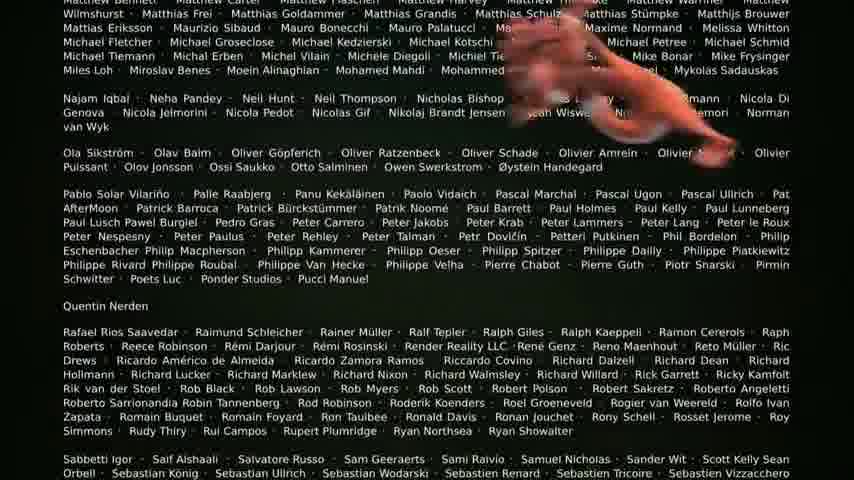 Matthew Bennett · Matthew Carter · Matthew Harvey · Matthew
Wilmshurst · Matthias Frei · Matthias Goldammer · Matthias Grandis · Matthias Schulz · Matthias Stümpke · Matthijs Brouwer
Mattias Eriksson · Maurizio Sibaud · Mauro Bonecchi · Mauro Palatucci · Maxime Normand · Melissa Whitton
Michael Fletcher · Michael Groseclose · Michael Kedzierski · Michael Kotschi · Michael Petree · Michael Schmid
Michael Tiemann · Michal Erben · Michel Vilain · Michele Diegoli · Michiel · Mike Bonar · Mike Frysinger
Miles Loh · Miroslav Benes · Moein Alinaghian · Mohamed Mahdi · Mohammed · Mykolas Sadauskas
Najam Iqbal · Neha Pandey · Neil Hunt · Neil Thompson · Nicholas Bishop · Nicola Di
Genova · Nicola Jelmorini · Nicola Pedot · Nicolas Gif · Nikolaj Brandt Jensen · Norman
van Wyk
Ola Sikström · Olav Balm · Oliver Göpferich · Oliver Ratzenbeck · Oliver Schade · Olivier Amrein · Olivier · Olivier
Puissant · Olov Jonsson · Ossi Saukko · Otto Salminen · Owen Swerkstrom · Øystein Handegard
Pablo Solar Vilariño · Palle Raabjerg · Panu Kekäläinen · Paolo Vidaich · Pascal Marchal · Pascal Ugon · Pascal Ullrich · Pat
AfterMoon · Patrick Barroca · Patrick Bürckstümmer · Patrik Noomé · Paul Barrett · Paul Holmes · Paul Kelly · Paul Lunneberg
Paul Lusch Pawel Burgiel · Pedro Gras · Peter Carrero · Peter Jakobs · Peter Krab · Peter Lammers · Peter Lang · Peter le Roux
Peter Nespesny · Peter Paulus · Peter Rehley · Peter Talman · Petr Dovičín · Petteri Putkinen · Phil Bordelon · Philip
Eschenbacher Philip Macpherson · Philipp Kammerer · Philipp Oeser · Philipp Spitzer · Philippe Dailly · Philippe Piatkiewitz
Philippe Rivard Philippe Roubal · Philippe Van Hecke · Philippe Velha · Pierre Chabot · Pierre Guth · Piotr Snarski · Pirmin
Schwitter · Poets Luc · Ponder Studios · Pucci Manuel
Quentin Nerden
Rafael Rios Saavedar · Raimund Schleicher · Rainer Müller · Ralf Tepler · Ralph Giles · Ralph Kaeppeli · Ramon Cererols · Raph
Roberts · Reece Robinson · Rémi Darjour · Rémi Rosinski · Render Reality LLC · René Genz · Reno Maenhout · Reto Müller · Ric
Drews · Ricardo Américo de Almeida · Ricardo Zamora Ramos · Riccardo Covino · Richard Dalzell · Richard Dean · Richard
Hollmann · Richard Lucker · Richard Marklew · Richard Nixon · Richard Walmsley · Richard Willard · Rick Garrett · Ricky Kamfolt
Rik van der Stoel · Rob Black · Rob Lawson · Rob Myers · Rob Scott · Robert Polson · Robert Sakretz · Roberto Angeletti
Roberto Sarrionandia Robin Tannenberg · Rod Robinson · Roderik Koenders · Roel Groeneveld · Rogier van Weereld · Rolfo Ivan
Zapata · Romain Buquet · Romain Foyard · Ron Taulbee · Ronald Davis · Ronan Jouchet · Rony Schell · Rosset Jerome · Roy
Simmons · Rudy Thiry · Rui Campos · Rupert Plumridge · Ryan Northsea · Ryan Showalter
Sabbetti Igor · Saif Alshaali · Salvatore Russo · Sam Geeraerts · Sami Raivio · Samuel Nicholas · Sander Wit · Scott Kelly Sean
Orbell · Sebastian König · Sebastian Ullrich · Sebastian Wodarski · Sebastien Renard · Sebastien Tricoire · Sebastien Vizzacchero